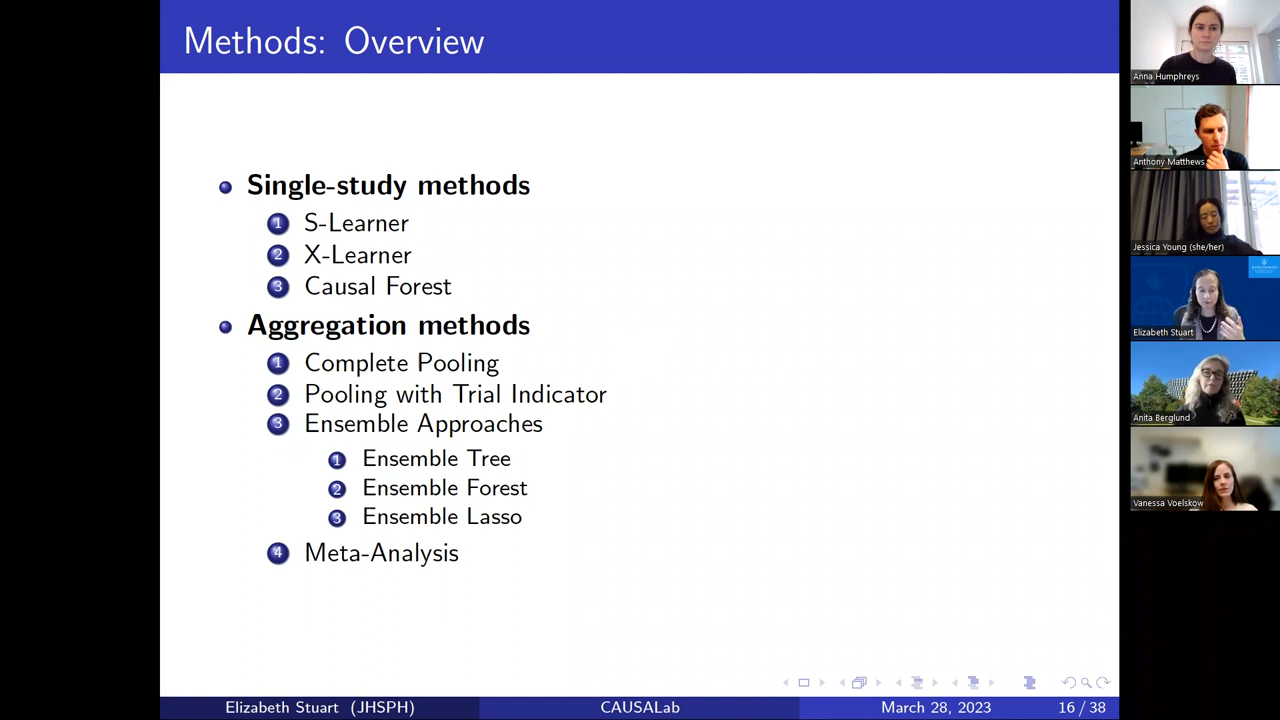 Methods: Overview
Single-study methods
1 S-Learner
2 X-Learner
3 Causal Forest
Aggregation methods
1 Complete Pooling
2 Pooling with Trial Indicator
3 Ensemble Approaches
1 Ensemble Tree
2 Ensemble Forest
3 Ensemble Lasso
4 Meta-Analysis
Elizabeth Stuart (JHSPH) CAUSALab March 28, 2023 16 / 38
Anna Humphreys
Anthony Matthews
Jessica Young (she/her)
Elizabeth Stuart
Anita Berglund
Vanessa Voelskow